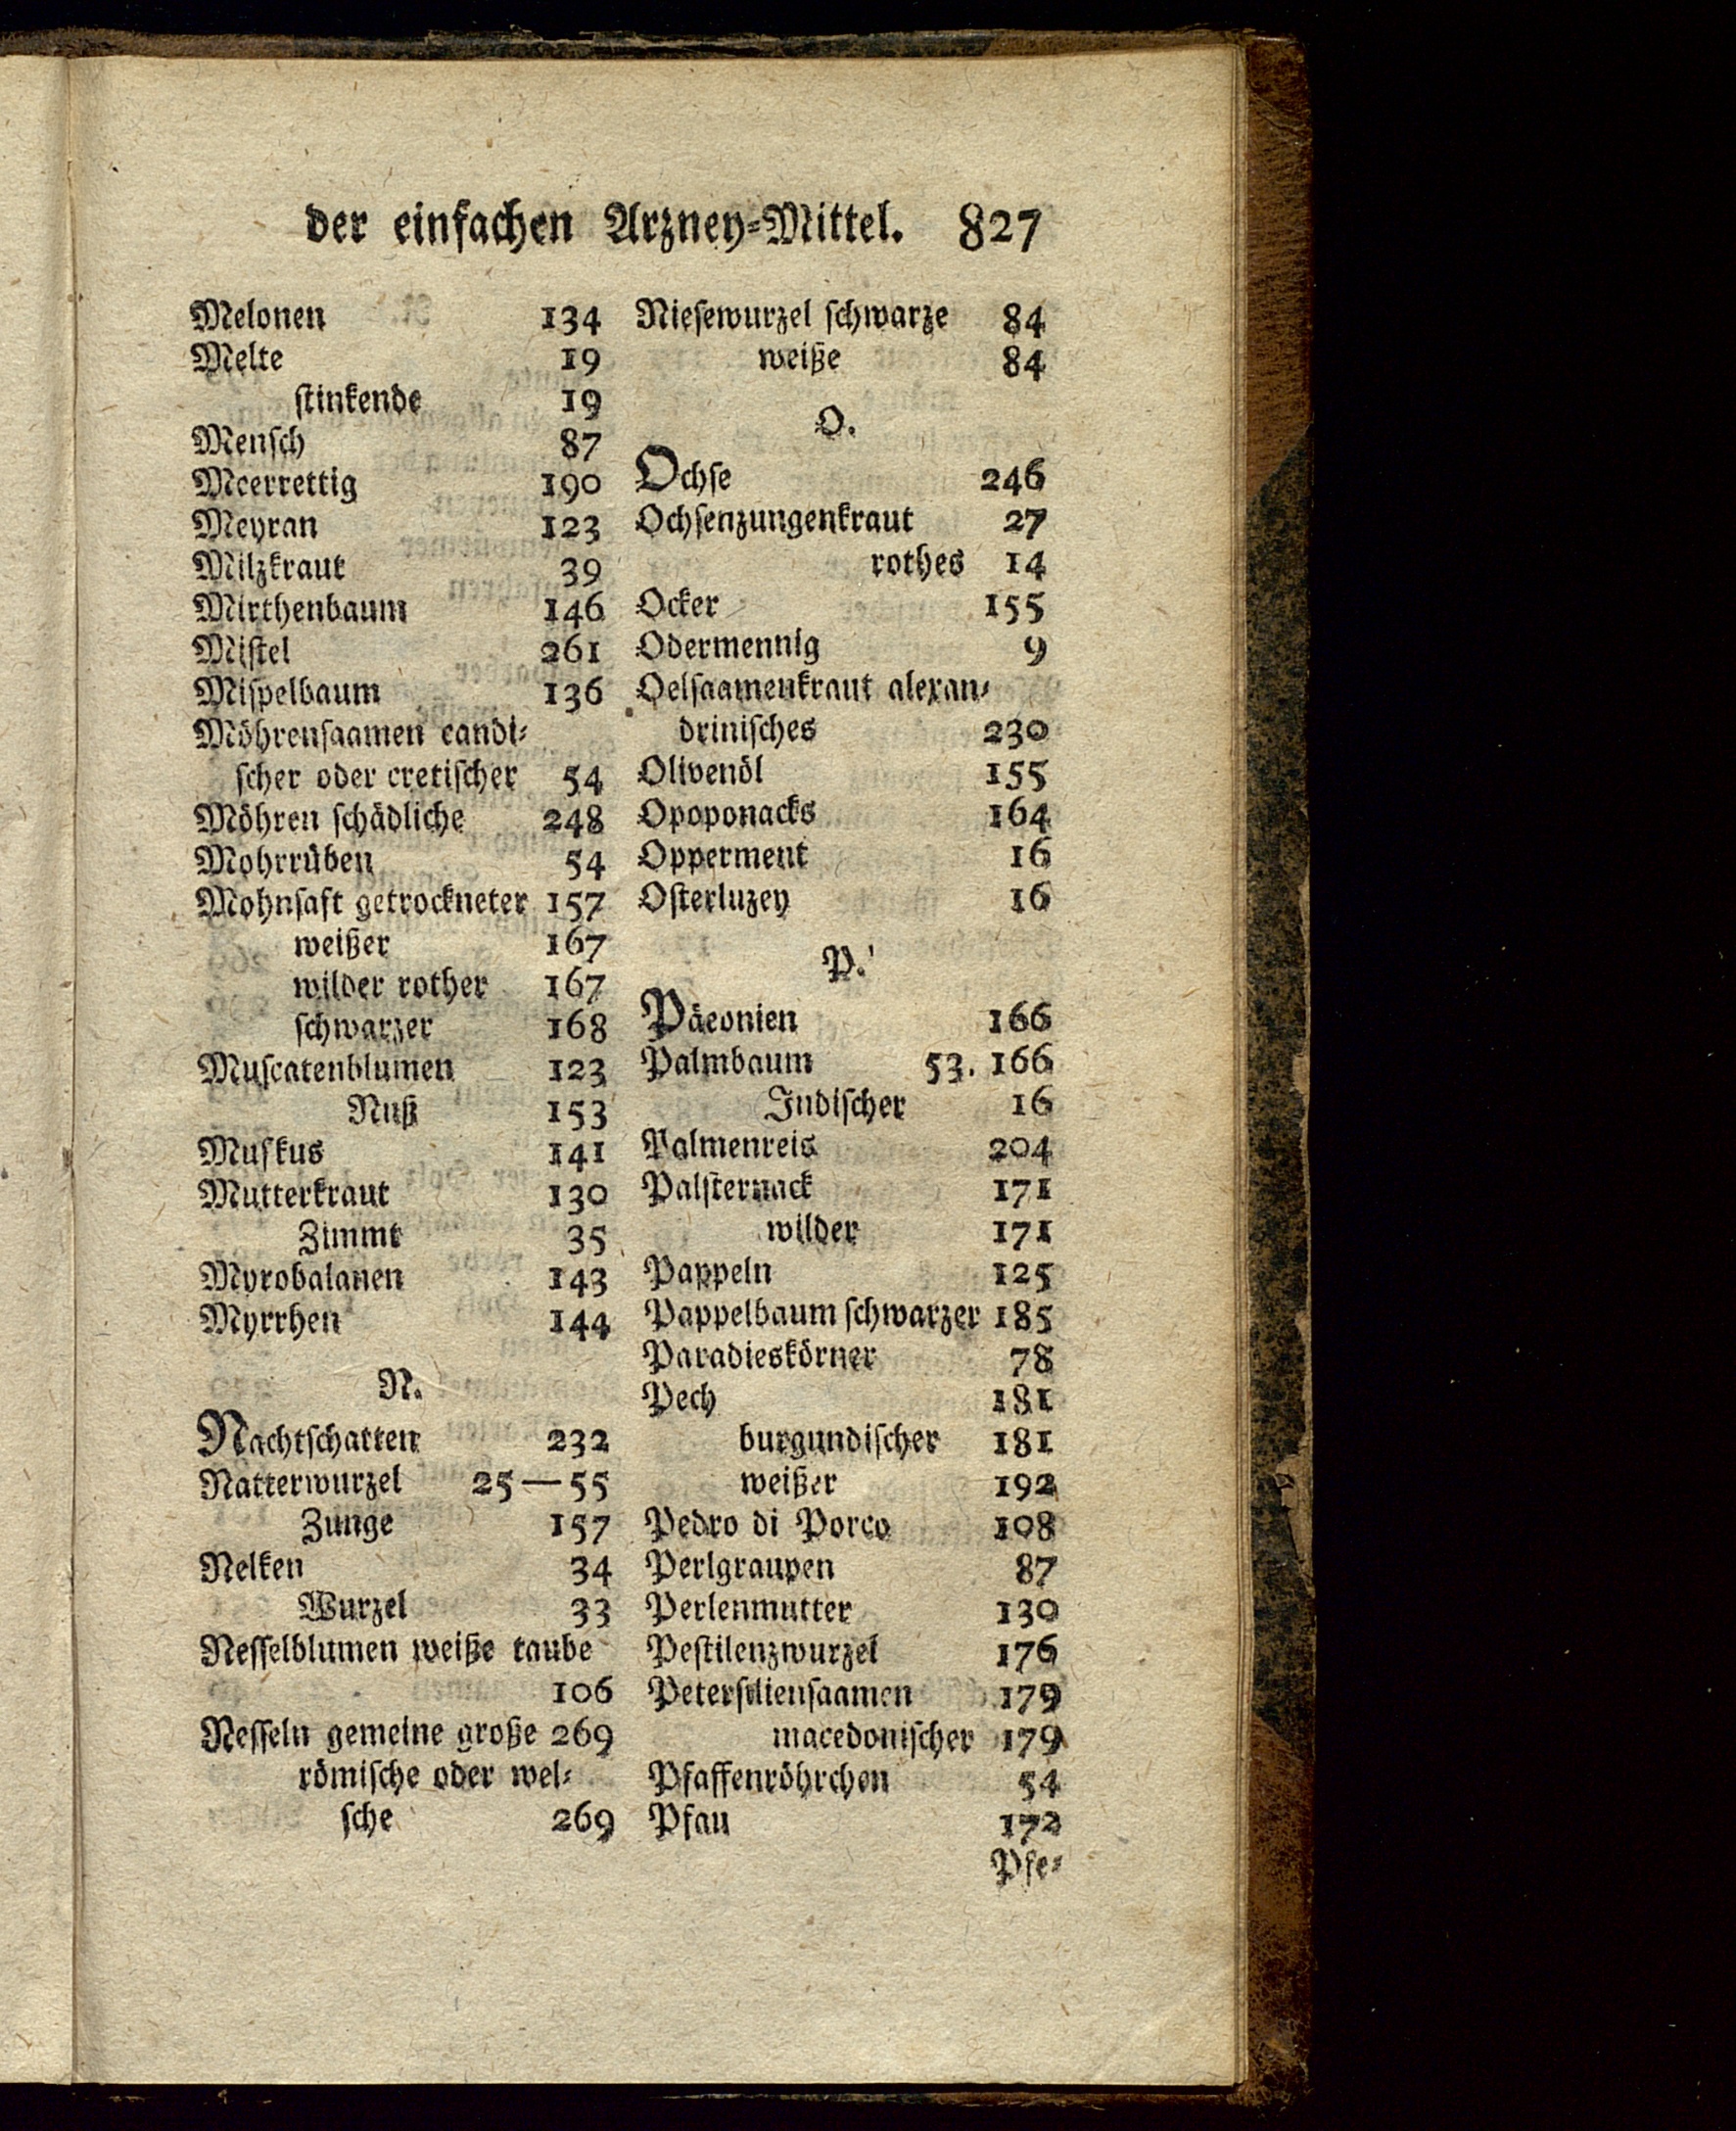 der einfachen Arzney-Mittel. 827
Melonen 134
Melte 19
stinkende 19
Mensch 87
Meerrettig 190
Meyran 123
Milzkraut 39
Mirthenbaum 146
Mistel 261
Mispelbaum 136
Möhrensaamen candi-
scher oder cretischer 54
Möhren schädliche 248
Mohrrüben 54
Mohnsaft getrockneter 157
weißer 167
wilder rother 167
schwarzer 168
Muscatenblumen 123
Nuß 153
Muskus 141
Mutterkraut 130
Zimmt 35
Myrobalanen 143
Myrrhen 144
N.
Nachtschatten 232
Natterwurzel 25—55
Zunge 157
Nelken 34
Wurzel 33
Nesselblumen weiße taube
106
Nesseln gemeine große 269
römische oder wel-
sche 269
Niesewurzel schwarze 84
weiße 84
O.
Ochse 246
Ochsenzungenkraut 27
rothes 14
Ocker 155
Odermennig 9
Oelsaamenkraut alexan-
drinisches 230
Olivenöl 155
Opoponacks 164
Opperment 16
Osterluzey 16
P.
Päeonien 166
Palmbaum 53. 166
Indischer 16
Palmenreis 204
Palsternack 171
wilder 171
Pappeln 125
Pappelbaum schwarzer 185
Paradieskörner 78
Pech 181
burgundischer 181
weißer 192
Pedro di Porco 108
Perlgraupen 87
Perlenmutter 130
Pestilenzwurzel 176
Petersiliensaamen 179
macedonischer 179
Pfaffenröhrchen 54
Pfau 172
Pfe-